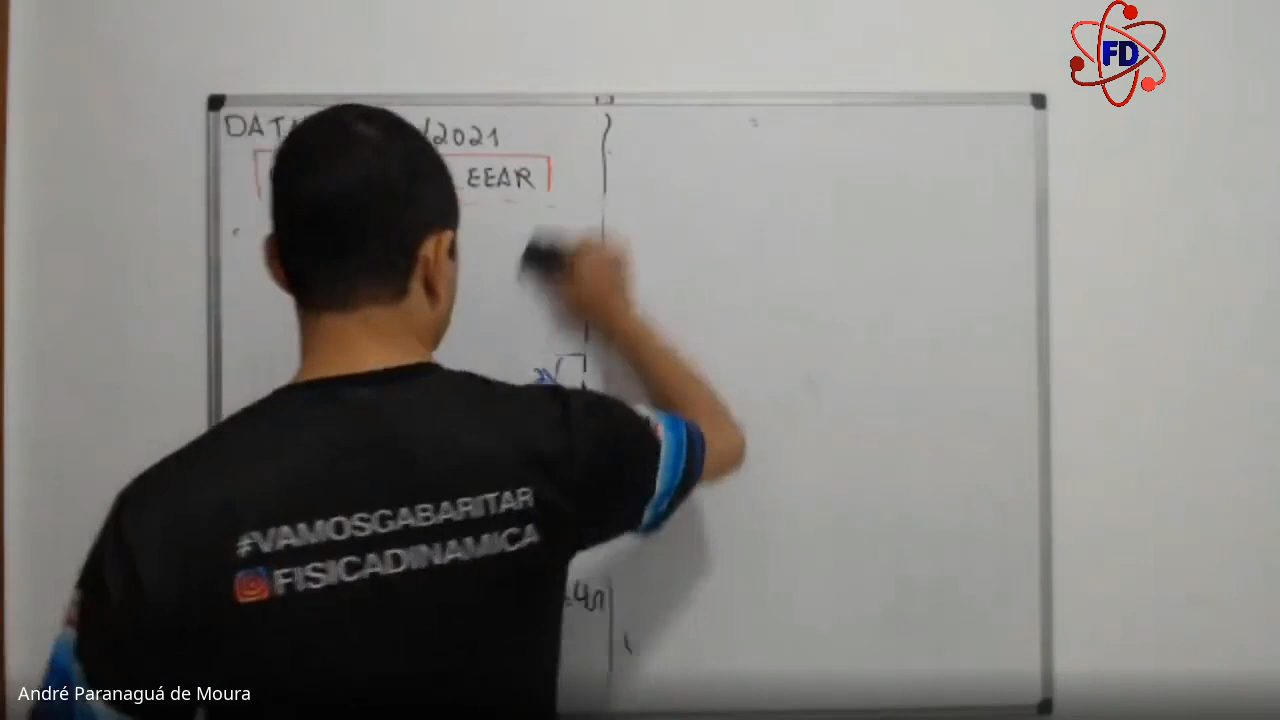 FD
DATA
/2021
EEAR
#VAMOSGABARITAR
FISICADINAMICA
André Paranaguá de Moura